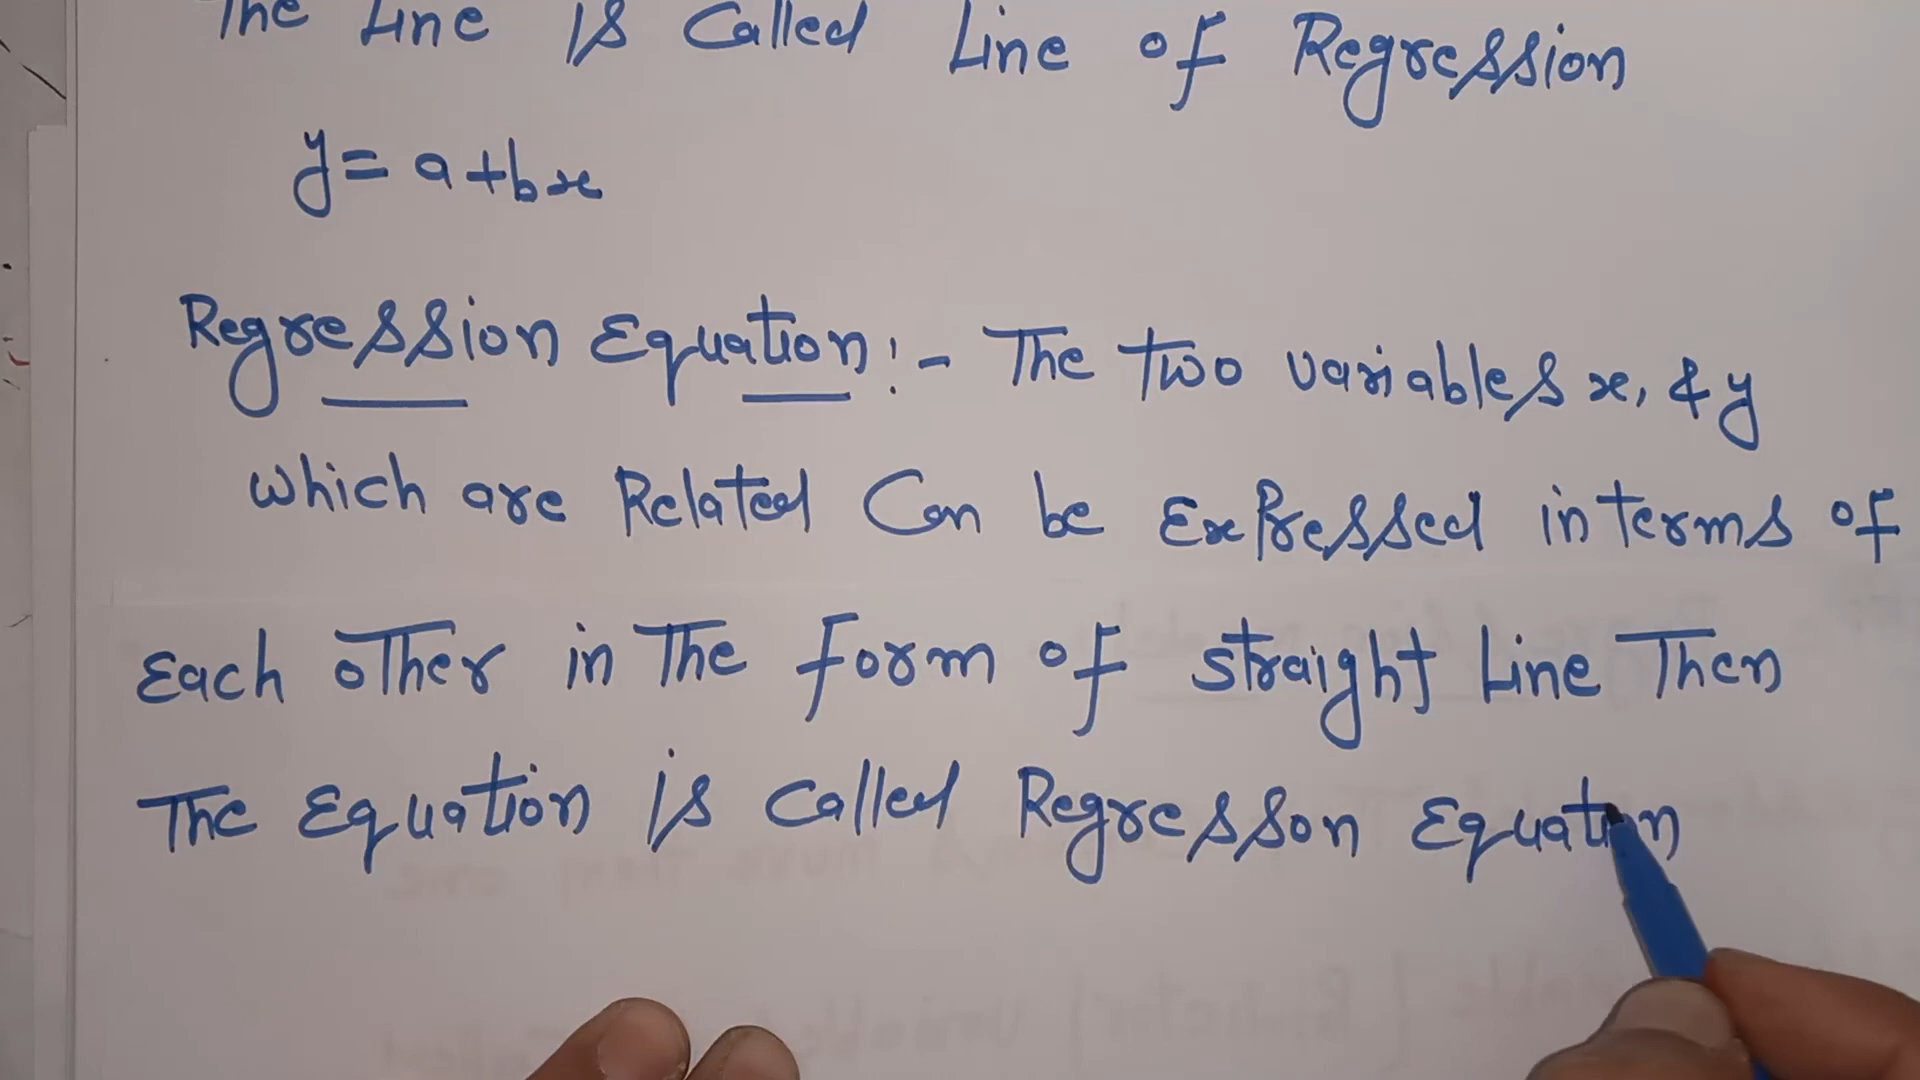 The Line is Called Line of Regression
y = a + bx
Regression Equation :- The two variables x, & y
which are Related Can be Expressed interms of
Each other in The form of straight Line Then
The Equation is Called Regresson Equation